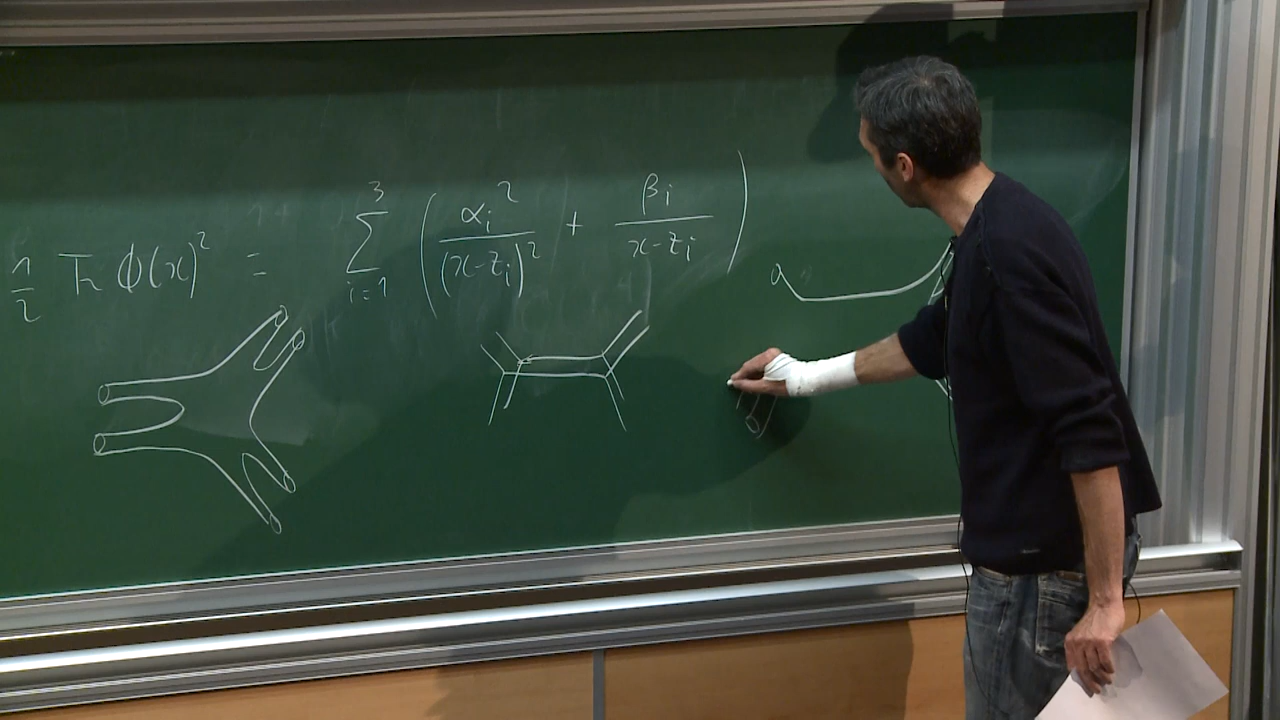 1/2 Tr ϕ(x)² = ∑_{i=1}^{3} ( α_i² / (x-z_i)² + β_i / (x-z_i) )